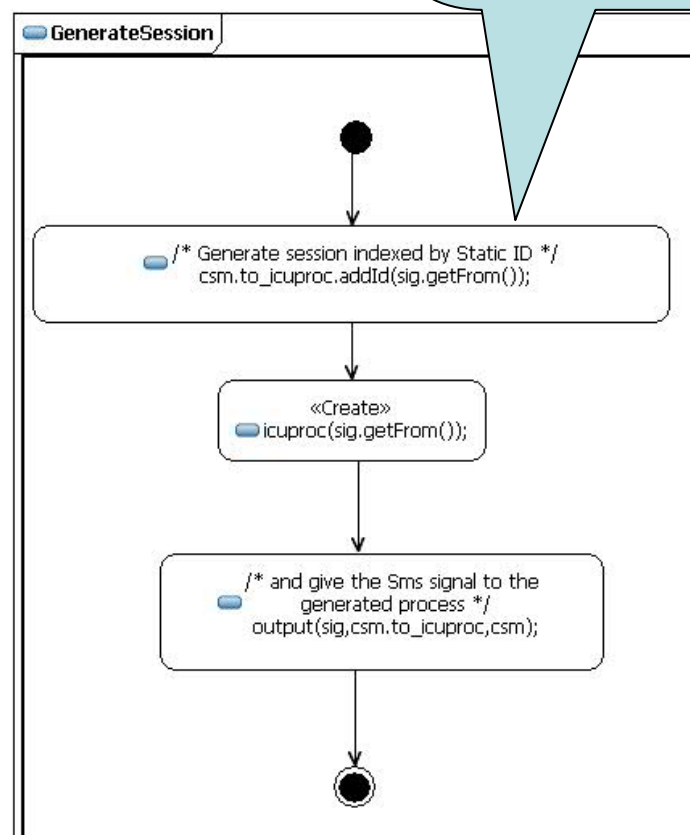 GenerateSession
/* Generate session indexed by Static ID */
csm.to_icuproc.addId(sig.getFrom());
«Create»
icuproc(sig.getFrom());
/* and give the Sms signal to the
generated process */
output(sig,csm.to_icuproc,csm);